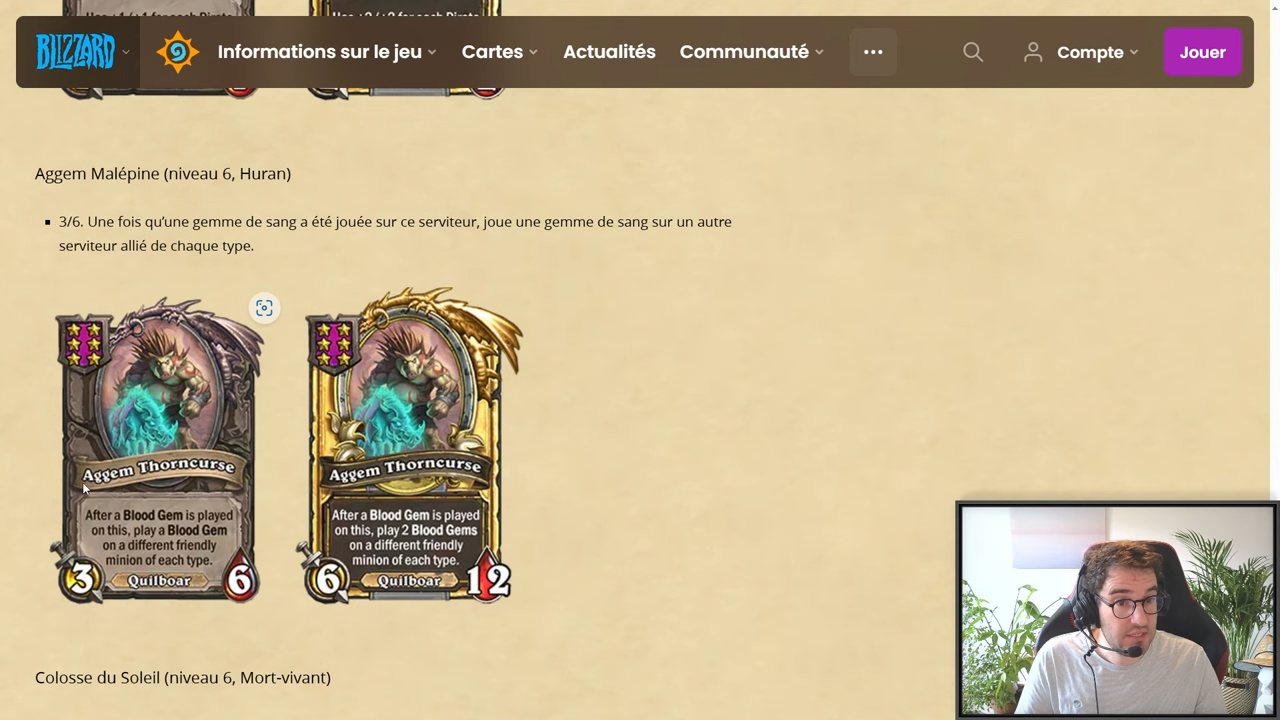 BLIZZARD
Informations sur le jeu
Cartes
Actualités
Communauté
Compte
Jouer
Aggem Malépine (niveau 6, Huran)
3/6. Une fois qu'une gemme de sang a été jouée sur ce serviteur, joue une gemme de sang sur un autre
serviteur allié de chaque type.
Aggem Thorncurse
After a Blood Gem is played
on this, play a Blood Gem
on a different friendly
minion of each type.
3
Quilboar
6
Aggem Thorncurse
After a Blood Gem is played
on this, play 2 Blood Gems
on a different friendly
minion of each type.
6
Quilboar
12
Colosse du Soleil (niveau 6, Mort-vivant)